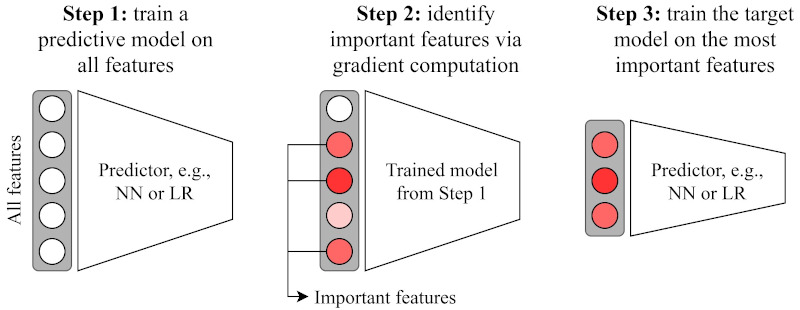 Step 1: train a
predictive model on
all features
All features
Predictor, e.g.,
NN or LR
Step 2: identify
important features via
gradient computation
Trained model
from Step 1
Important features
Step 3: train the target
model on the most
important features
Predictor, e.g.,
NN or LR